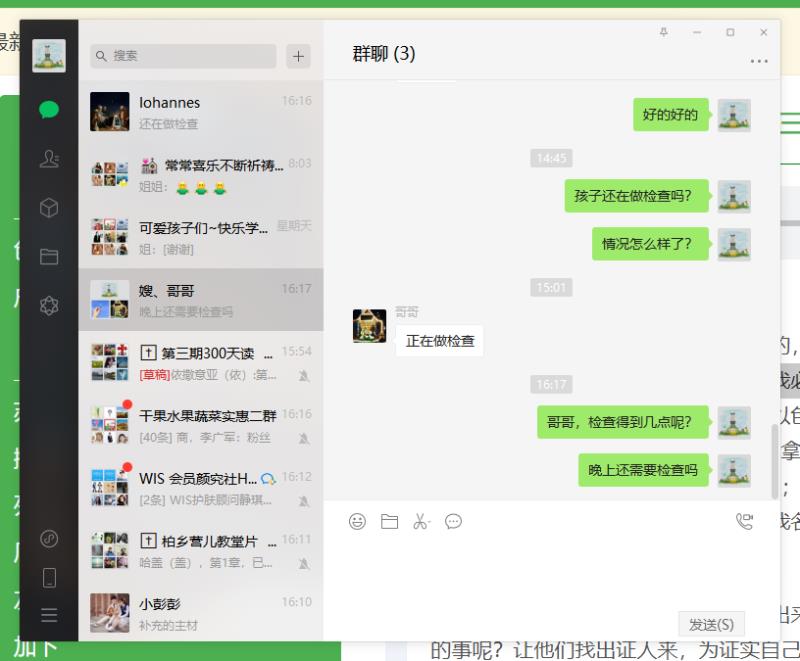 搜索
Iohannes
16:16
还在做检查
常常喜乐不断祈祷...
8:03
姐姐：
可爱孩子们~快乐学...
星期天
姐：[谢谢]
嫂、哥哥
16:17
晚上还需要检查吗
第三期300天读 ...
15:54
[草稿]依撒意亚（依）:第...
干果水果蔬菜实惠二群
16:16
[40条] 商，李广军：粉丝
WIS 会员颜究社H...
16:12
[2条] WIS护肤顾问静琪...
柏乡营儿教堂片 ...
16:11
哈盖（盖），第1章，已...
小彭彭
16:10
补充的主材
群聊 (3)
好的好的
14:45
孩子还在做检查吗？
情况怎么样了？
15:01
哥哥
正在做检查
16:17
哥哥，检查得到几点呢？
晚上还需要检查吗
发送(S)
加下
的事呢？让他们找出证人来，为证实自己